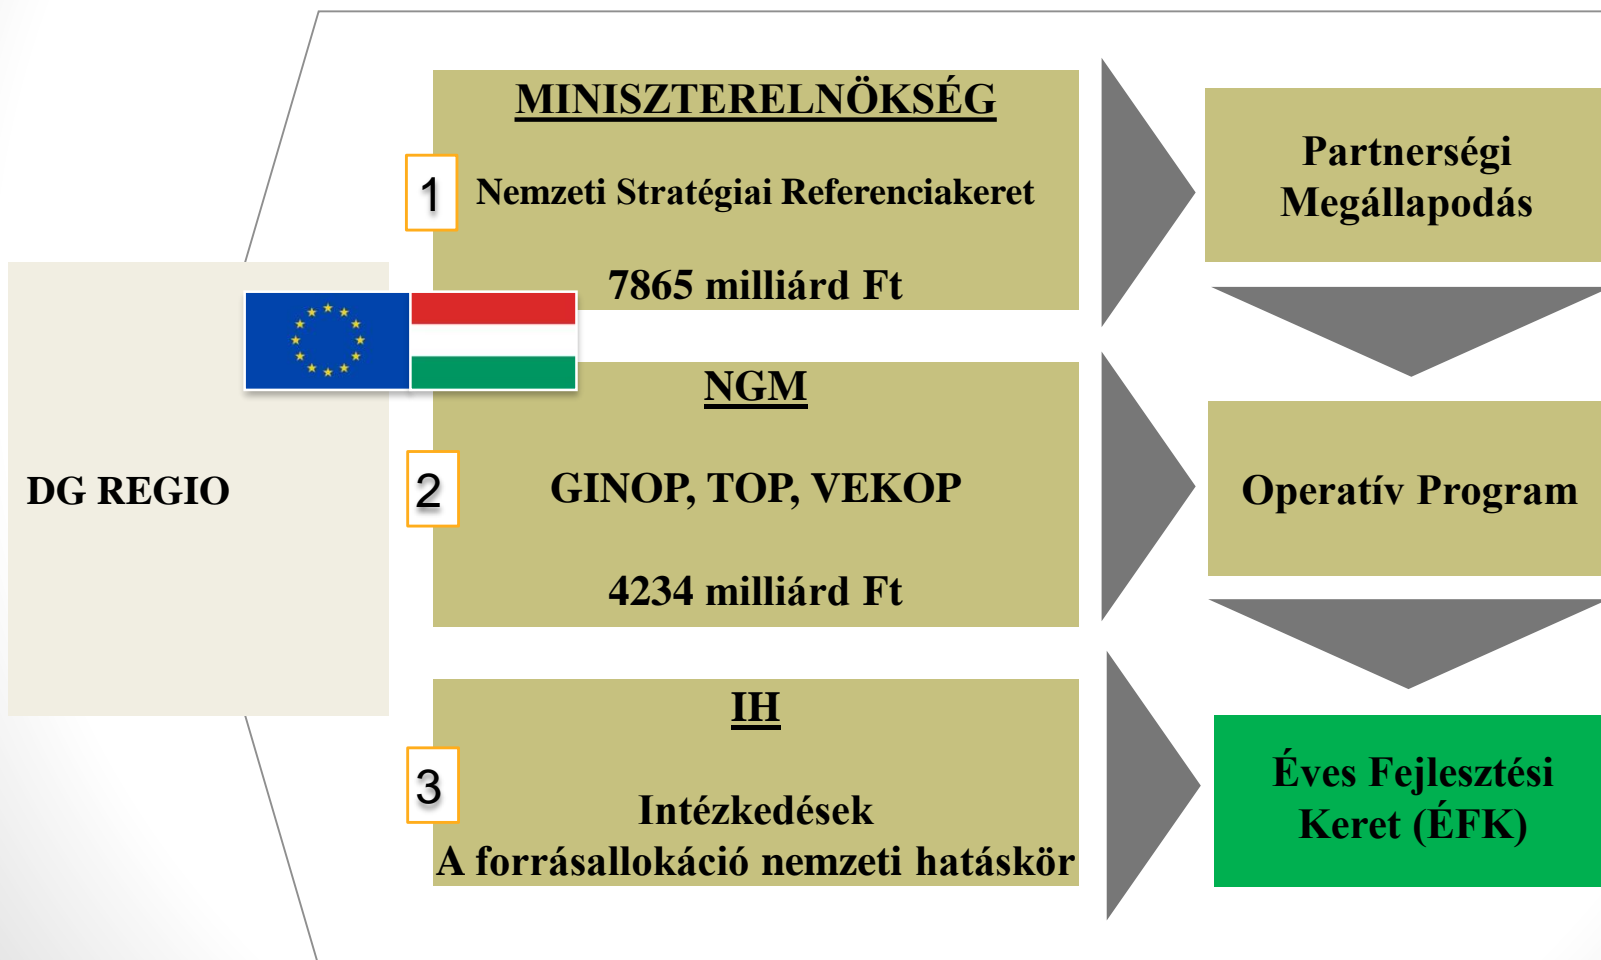 DG REGIO
1
MINISZTERELNÖKSÉG
Nemzeti Stratégiai Referenciakeret
7865 milliárd Ft
Partnerségi
Megállapodás
2
NGM
GINOP, TOP, VEKOP
4234 milliárd Ft
Operatív Program
3
IH
Intézkedések
A forrásallokáció nemzeti hatáskör
Éves Fejlesztési
Keret (ÉFK)